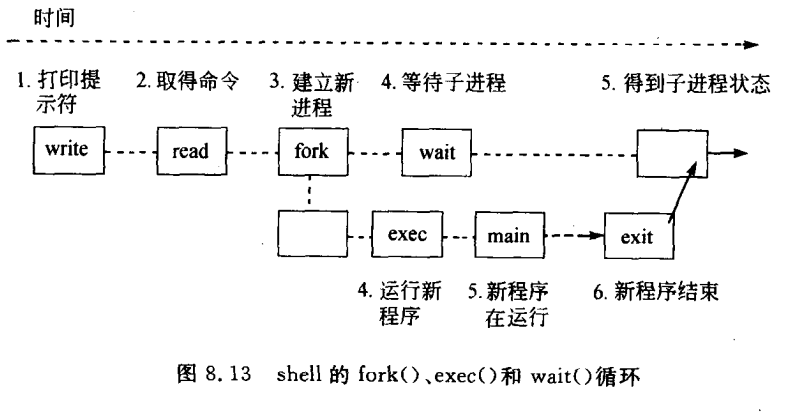 时间
1. 打印提
示符
2. 取得命令
3. 建立新
进程
4. 等待子进程
5. 得到子进程状态
write
read
fork
wait
exec
main
exit
4. 运行新
程序
5. 新程序
在运行
6. 新程序结束
图 8.13 shell 的 fork()、exec()和 wait()循环